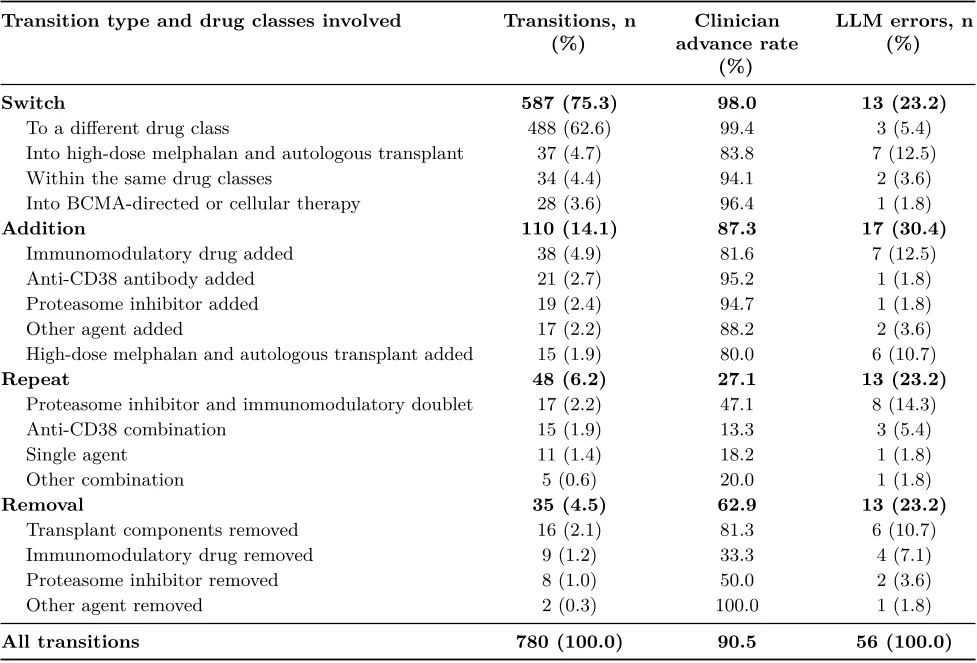 Transition type and drug classes involved Transitions, n Clinician LLM errors, n
(%) advance rate (%)
(%)
Switch 587 (75.3) 98.0 13 (23.2)
To a different drug class 488 (62.6) 99.4 3 (5.4)
Into high-dose melphalan and autologous transplant 37 (4.7) 83.8 7 (12.5)
Within the same drug classes 34 (4.4) 94.1 2 (3.6)
Into BCMA-directed or cellular therapy 28 (3.6) 96.4 1 (1.8)
Addition 110 (14.1) 87.3 17 (30.4)
Immunomodulatory drug added 38 (4.9) 81.6 7 (12.5)
Anti-CD38 antibody added 21 (2.7) 95.2 1 (1.8)
Proteasome inhibitor added 19 (2.4) 94.7 1 (1.8)
Other agent added 17 (2.2) 88.2 2 (3.6)
High-dose melphalan and autologous transplant added 15 (1.9) 80.0 6 (10.7)
Repeat 48 (6.2) 27.1 13 (23.2)
Proteasome inhibitor and immunomodulatory doublet 17 (2.2) 47.1 8 (14.3)
Anti-CD38 combination 15 (1.9) 13.3 3 (5.4)
Single agent 11 (1.4) 18.2 1 (1.8)
Other combination 5 (0.6) 20.0 1 (1.8)
Removal 35 (4.5) 62.9 13 (23.2)
Transplant components removed 16 (2.1) 81.3 6 (10.7)
Immunomodulatory drug removed 9 (1.2) 33.3 4 (7.1)
Proteasome inhibitor removed 8 (1.0) 50.0 2 (3.6)
Other agent removed 2 (0.3) 100.0 1 (1.8)
All transitions 780 (100.0) 90.5 56 (100.0)